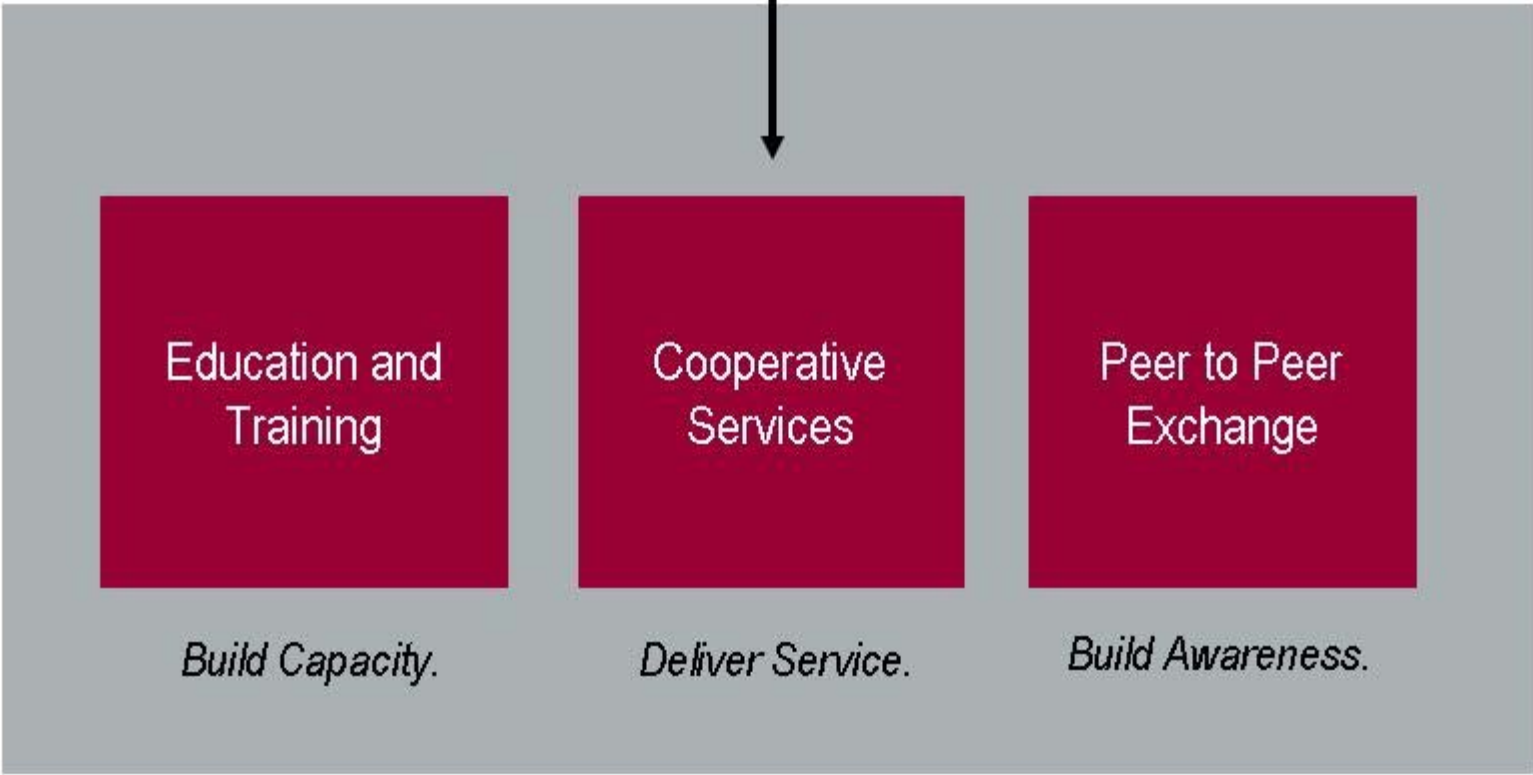 Education and
Training
Build Capacity.
Cooperative
Services
Deliver Service.
Peer to Peer
Exchange
Build Awareness.